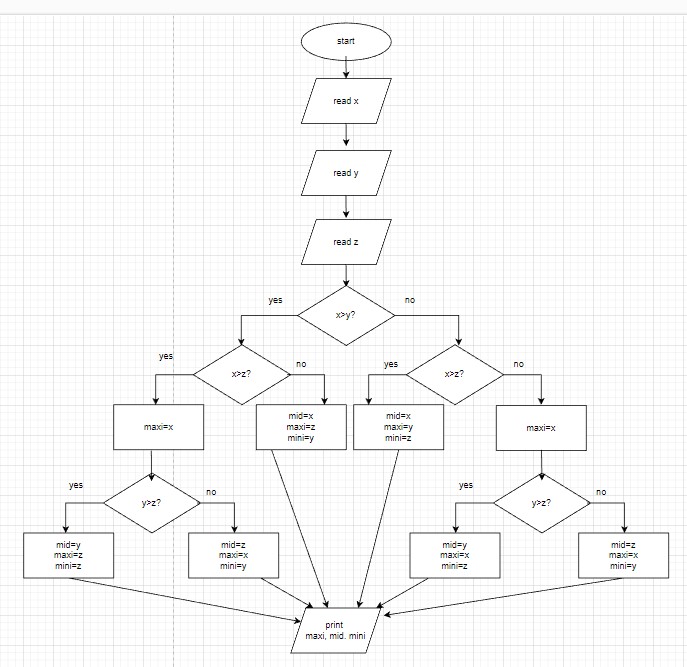 start
read x
read y
read z
yes
no
x>y?
yes
no
yes
no
x>z?
x>z?
maxi=x
mid=x
maxi=z
mini=y
mid=x
maxi=y
mini=z
maxi=x
yes
no
yes
no
y>z?
y>z?
mid=y
maxi=z
mini=z
mid=z
maxi=x
mini=y
mid=y
maxi=x
mini=z
mid=z
maxi=x
mini=y
print
maxi, mid. mini